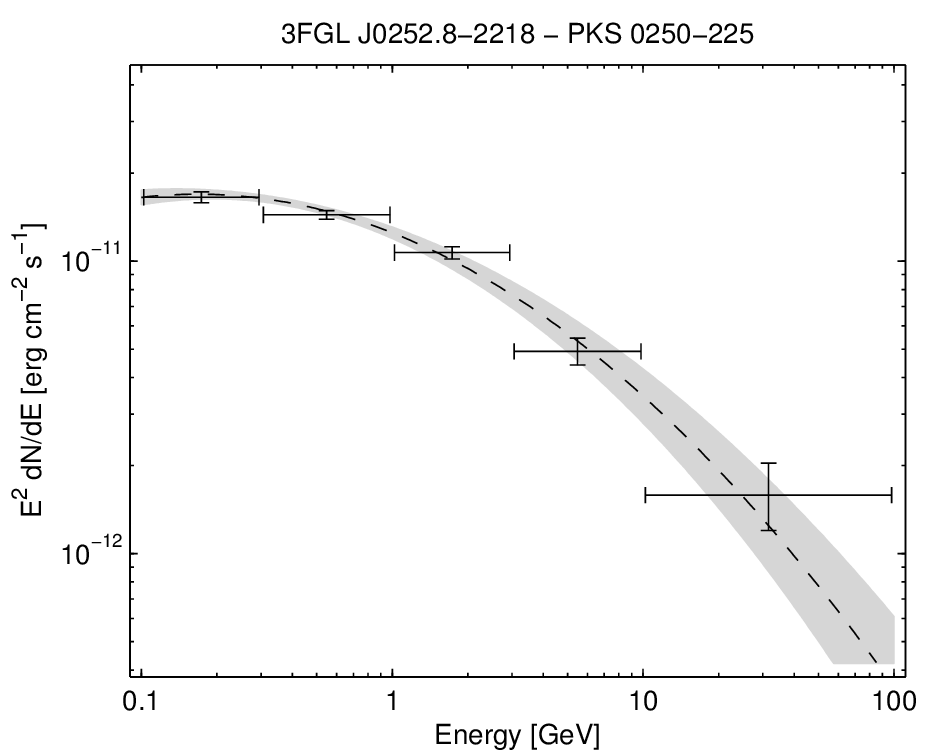 3FGL J0252.8−2218 − PKS 0250−225
E² dN/dE [erg cm⁻² s⁻¹]
10⁻¹¹
10⁻¹²
0.1 1 10 100
Energy [GeV]